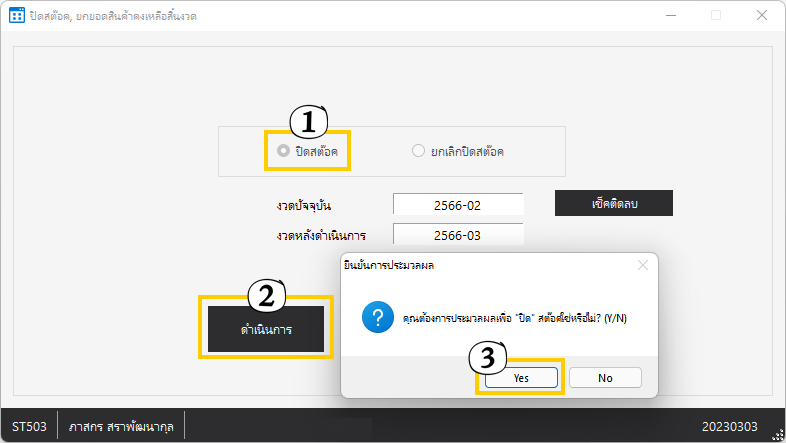 ปิดสต๊อค, ยกยอดสินค้าคงเหลือสิ้นงวด
1
ปิดสต๊อค
ยกเลิกปิดสต๊อค
งวดปัจจุบัน
2566-02
เช็คติดลบ
งวดหลังดำเนินการ
2566-03
ยืนยันการประมวลผล
2
ดำเนินการ
คุณต้องการประมวลผลเพื่อ "ปิด" สต๊อคใช่หรือไม่? (Y/N)
3
Yes
No
ST503
ภาสกร สราพัฒนากุล
20230303